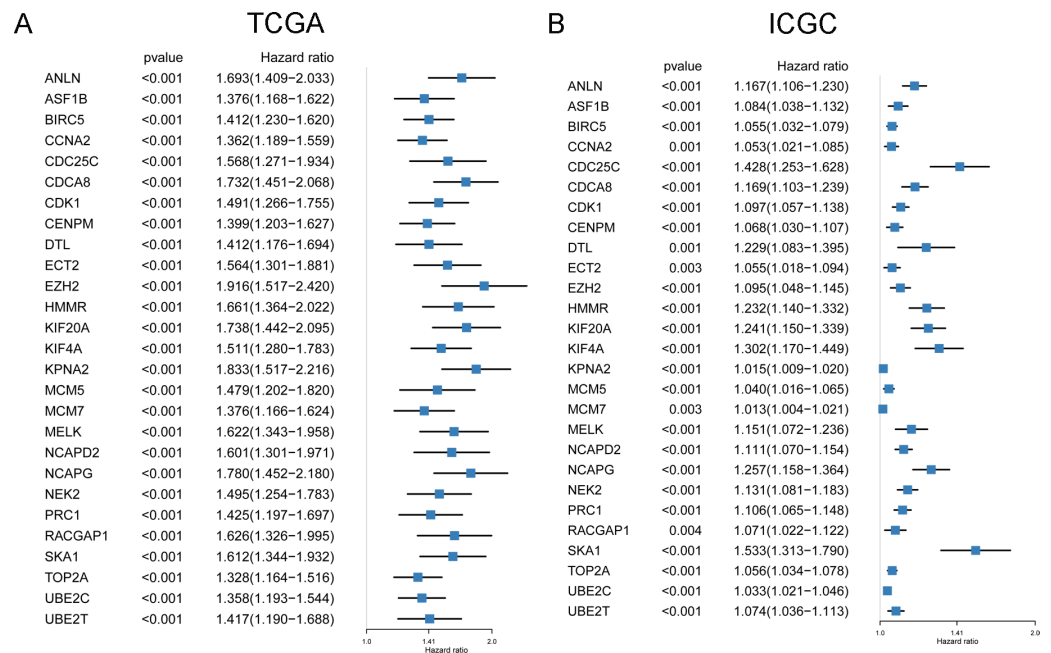 A TCGA
pvalue Hazard ratio
ANLN <0.001 1.693(1.409−2.033)
ASF1B <0.001 1.376(1.168−1.622)
BIRC5 <0.001 1.412(1.230−1.620)
CCNA2 <0.001 1.362(1.189−1.559)
CDC25C <0.001 1.568(1.271−1.934)
CDCA8 <0.001 1.732(1.451−2.068)
CDK1 <0.001 1.491(1.266−1.755)
CENPM <0.001 1.399(1.203−1.627)
DTL <0.001 1.412(1.176−1.694)
ECT2 <0.001 1.564(1.301−1.881)
EZH2 <0.001 1.916(1.517−2.420)
HMMR <0.001 1.661(1.364−2.022)
KIF20A <0.001 1.738(1.442−2.095)
KIF4A <0.001 1.511(1.280−1.783)
KPNA2 <0.001 1.833(1.517−2.216)
MCM5 <0.001 1.479(1.202−1.820)
MCM7 <0.001 1.376(1.166−1.624)
MELK <0.001 1.622(1.343−1.958)
NCAPD2 <0.001 1.601(1.301−1.971)
NCAPG <0.001 1.780(1.452−2.180)
NEK2 <0.001 1.495(1.254−1.783)
PRC1 <0.001 1.425(1.197−1.697)
RACGAP1 <0.001 1.626(1.326−1.995)
SKA1 <0.001 1.612(1.344−1.932)
TOP2A <0.001 1.328(1.164−1.516)
UBE2C <0.001 1.358(1.193−1.544)
UBE2T <0.001 1.417(1.190−1.688)
1.0 1.41 2.0
Hazard ratio
B ICGC
pvalue Hazard ratio
ANLN <0.001 1.167(1.106−1.230)
ASF1B <0.001 1.084(1.038−1.132)
BIRC5 <0.001 1.055(1.032−1.079)
CCNA2 0.001 1.053(1.021−1.085)
CDC25C <0.001 1.428(1.253−1.628)
CDCA8 <0.001 1.169(1.103−1.239)
CDK1 <0.001 1.097(1.057−1.138)
CENPM <0.001 1.068(1.030−1.107)
DTL 0.001 1.229(1.083−1.395)
ECT2 0.003 1.055(1.018−1.094)
EZH2 <0.001 1.095(1.048−1.145)
HMMR <0.001 1.232(1.140−1.332)
KIF20A <0.001 1.241(1.150−1.339)
KIF4A <0.001 1.302(1.170−1.449)
KPNA2 <0.001 1.015(1.009−1.020)
MCM5 <0.001 1.040(1.016−1.065)
MCM7 0.003 1.013(1.004−1.021)
MELK <0.001 1.151(1.072−1.236)
NCAPD2 <0.001 1.111(1.070−1.154)
NCAPG <0.001 1.257(1.158−1.364)
NEK2 <0.001 1.131(1.081−1.183)
PRC1 <0.001 1.106(1.065−1.148)
RACGAP1 0.004 1.071(1.022−1.122)
SKA1 <0.001 1.533(1.313−1.790)
TOP2A <0.001 1.056(1.034−1.078)
UBE2C <0.001 1.033(1.021−1.046)
UBE2T <0.001 1.074(1.036−1.113)
1.0 1.41 2.0
Hazard ratio